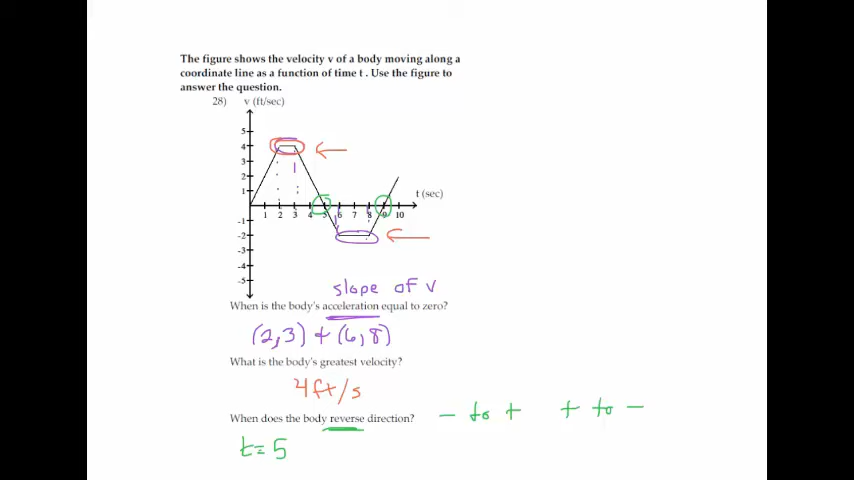 The figure shows the velocity v of a body moving along a
coordinate line as a function of time t . Use the figure to
answer the question.
28) v (ft/sec)
5
4
3
2
1
t (sec)
1 2 3 4 5 6 7 8 9 10
-1
-2
-3
-4
-5
slope of v
When is the body's acceleration equal to zero?
(2,3) + (6,8)
What is the body's greatest velocity?
4ft/s
When does the body reverse direction? - to + + to -
t=5